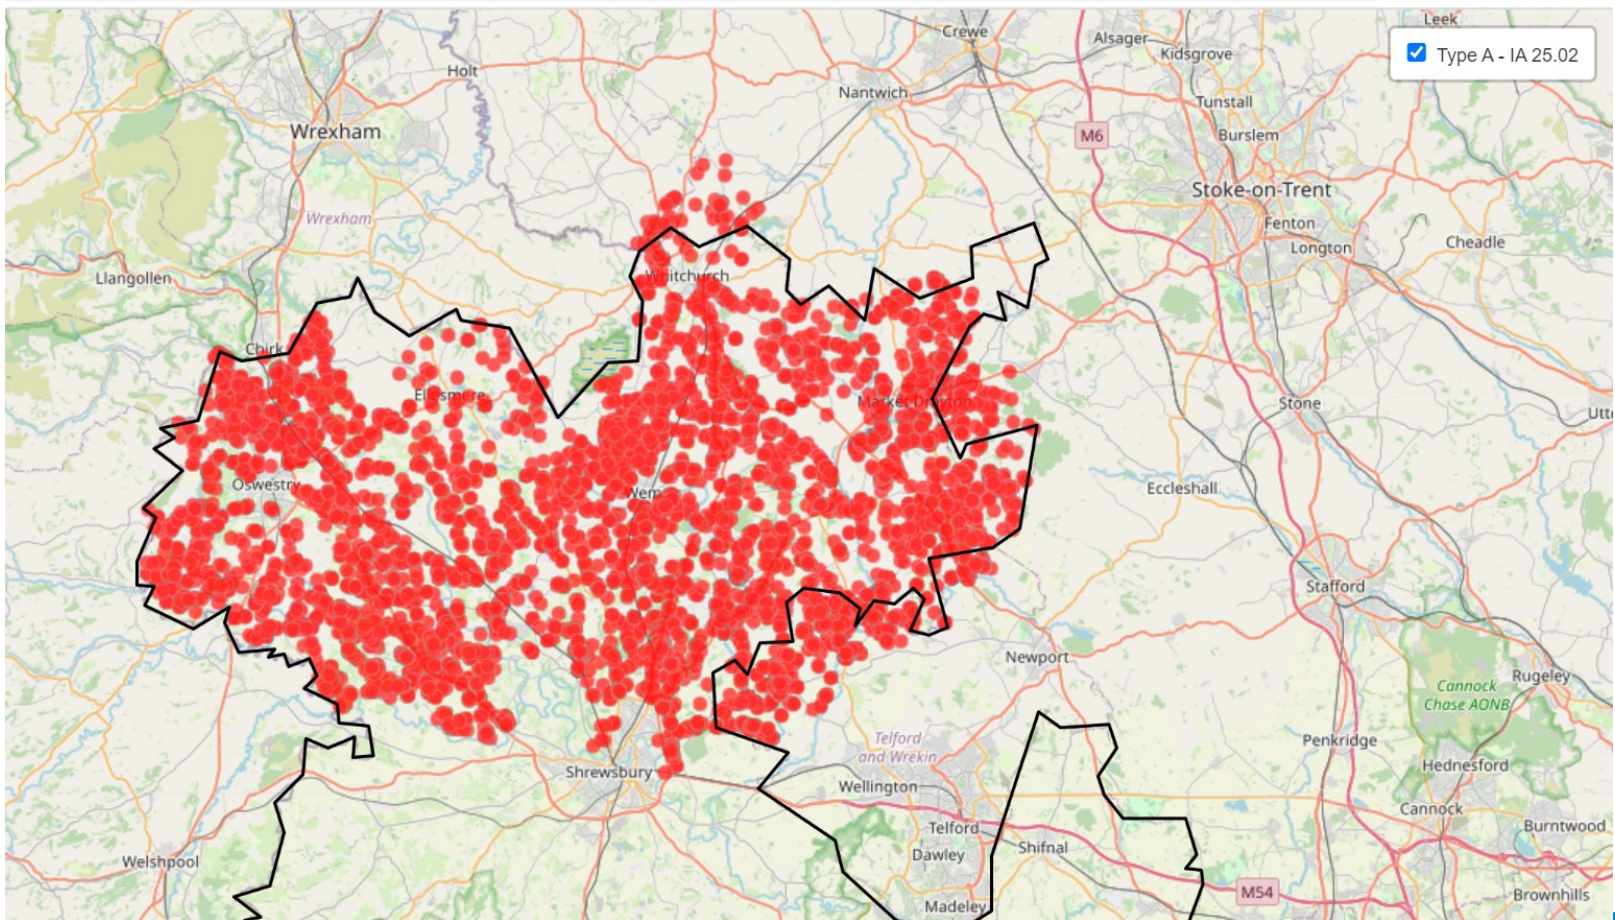 Leek
Crewe
Alsager
Kidsgrove
Type A - IA 25.02
Holt
Nantwich
Tunstall
Wrexham
M6
Burslem
Stoke-on-Trent
Wrexham
Fenton
Longton
Cheadle
Llangollen
Whitchurch
Chirk
Ellesmere
Market Drayton
Stone
Utt
Oswestry
Wem
Eccleshall
Stafford
Newport
Rugeley
Cannock
Chase AONB
Telford
and Wrekin
Penkridge
Shrewsbury
Hednesford
Wellington
Cannock
Telford
Burntwood
Dawley
Shifnal
Welshpool
M54
Brownhills
Madeley